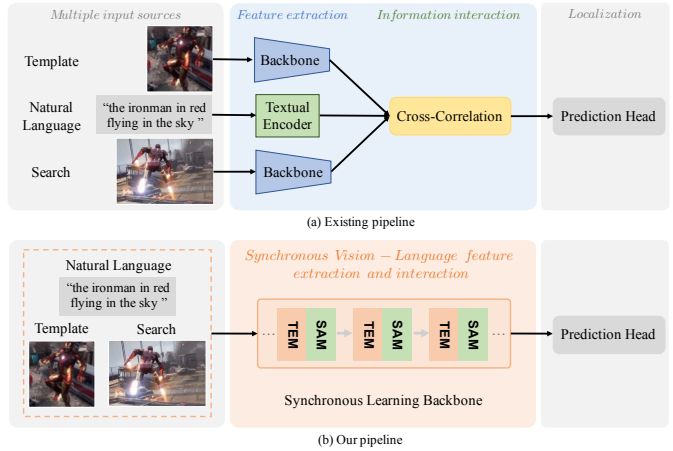 Multiple input sources
Feature extraction
Information interaction
Localization
Template
Backbone
Natural
Language
“the ironman in red
flying in the sky ”
Textual
Encoder
Cross-Correlation
Prediction Head
Search
Backbone
(a) Existing pipeline
Natural Language
“the ironman in red
flying in the sky ”
Template
Search
Synchronous Vision − Language feature
extraction and interaction
···
TEM
SAM
TEM
SAM
TEM
SAM
···
Synchronous Learning Backbone
Prediction Head
(b) Our pipeline